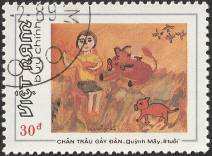 VIỆT NAM
bưu chính
30đ
CHĂN TRÂU GẢY ĐÀN. Quỳnh Mây, 8 tuổi